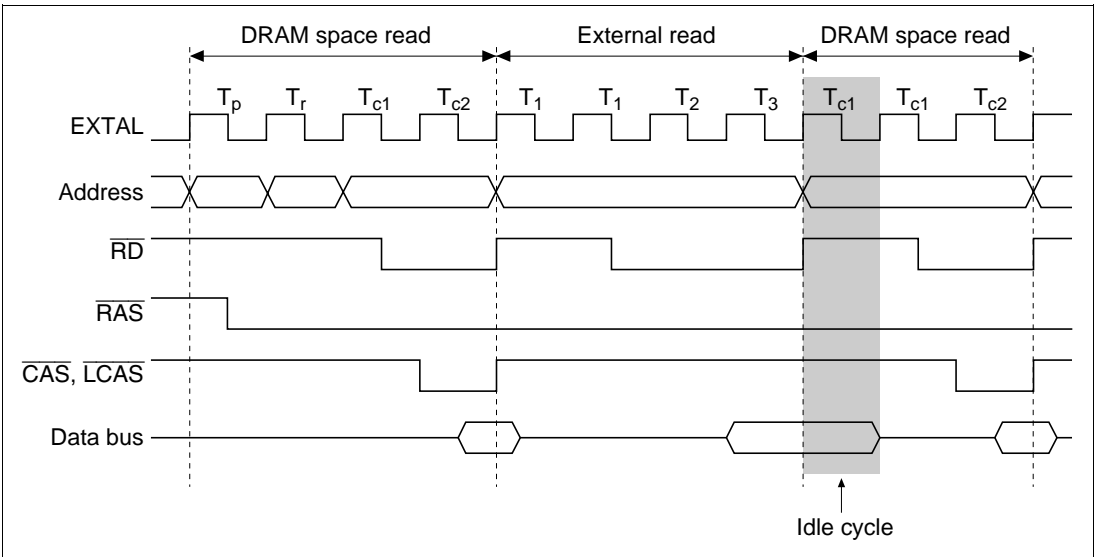 DRAM space read External read DRAM space read
Tp Tr Tc1 Tc2 T1 T1 T2 T3 Tc1 Tc1 Tc2
EXTAL
Address
RD
RAS
CAS, LCAS
Data bus
Idle cycle